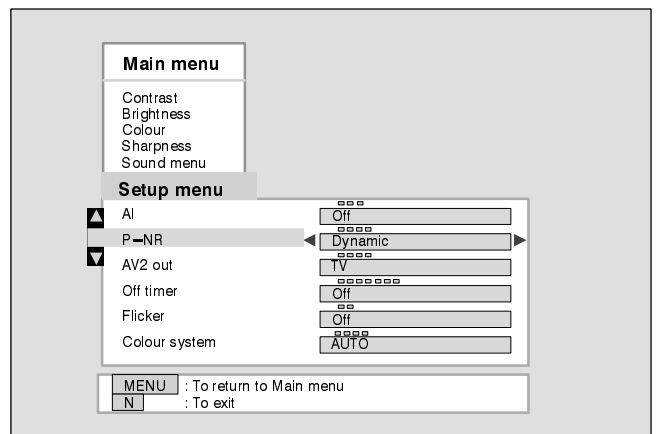 Main menu
Contrast
Brightness
Colour
Sharpness
Sound menu
Setup menu
AI Off
P–NR Dynamic
AV2 out TV
Off timer Off
Flicker Off
Colour system AUTO
MENU : To return to Main menu
N : To exit